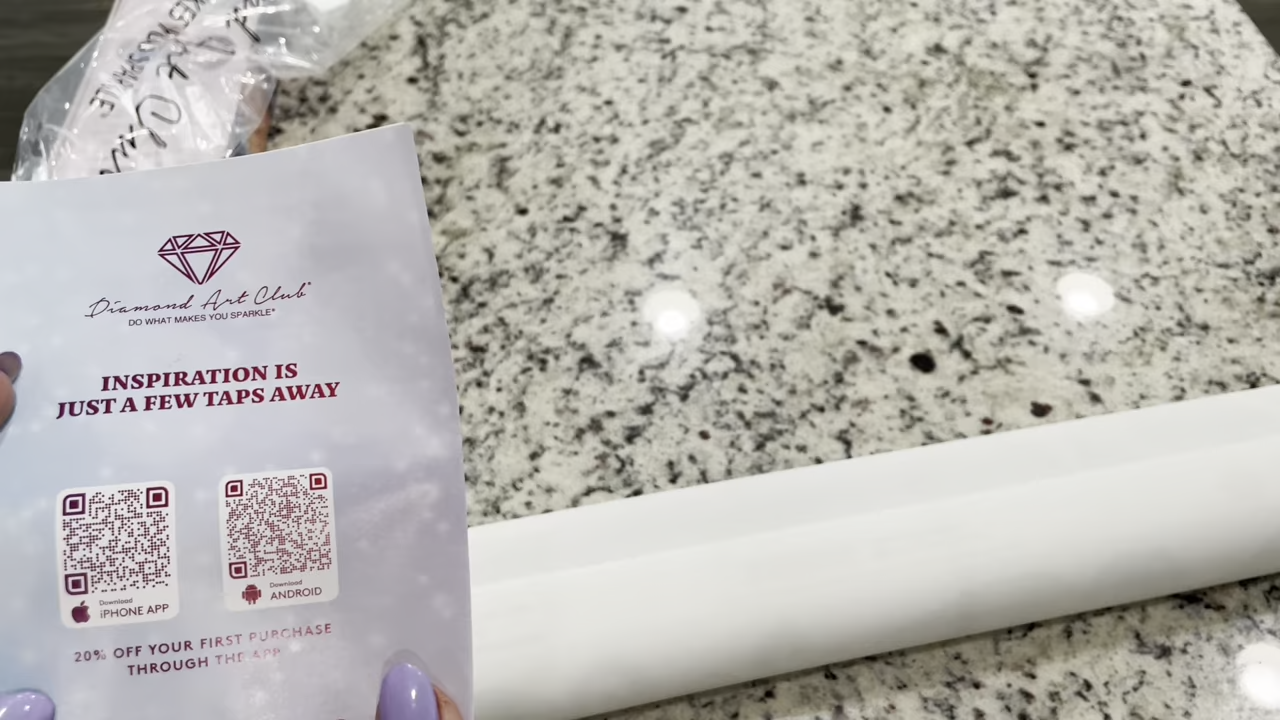 Diamond Art Club®
DO WHAT MAKES YOU SPARKLE®
INSPIRATION IS
JUST A FEW TAPS AWAY
Download
iPHONE APP
Download
ANDROID
20% OFF YOUR FIRST PURCHASE
THROUGH THE APP